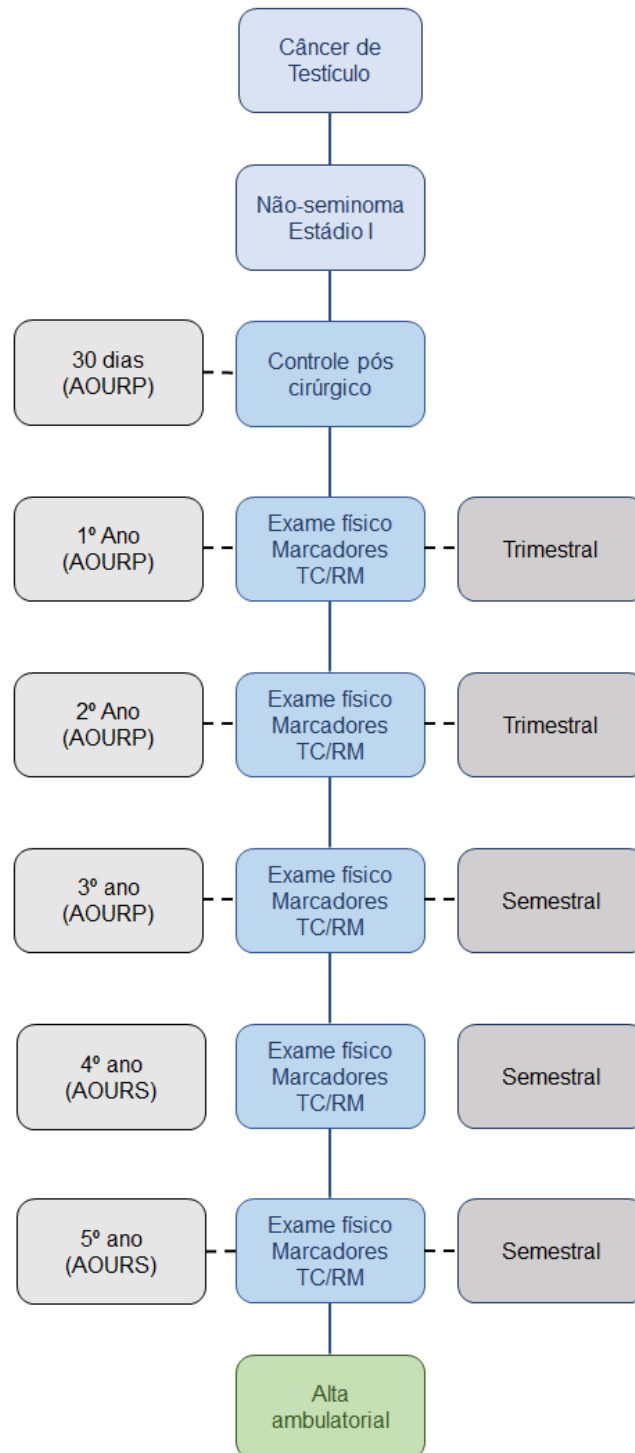 Câncer de
Testículo
Não-seminoma
Estádio I
30 dias
(AOURP)
Controle pós
cirúrgico
1º Ano
(AOURP)
Exame físico
Marcadores
TC/RM
Trimestral
2º Ano
(AOURP)
Exame físico
Marcadores
TC/RM
Trimestral
3º ano
(AOURP)
Exame físico
Marcadores
TC/RM
Semestral
4º ano
(AOURS)
Exame físico
Marcadores
TC/RM
Semestral
5º ano
(AOURS)
Exame físico
Marcadores
TC/RM
Semestral
Alta
ambulatorial